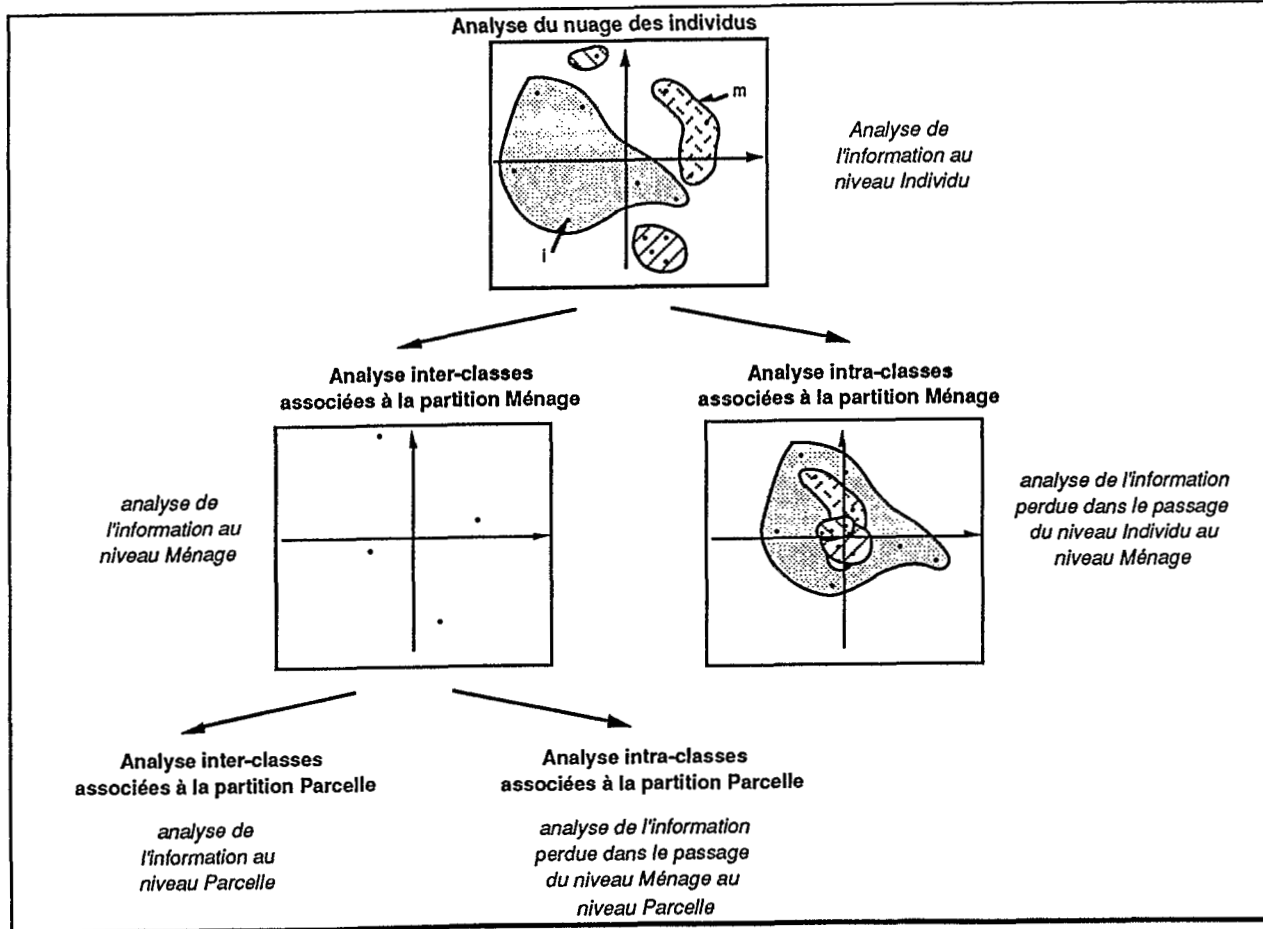 Analyse du nuage des individus
m
i
Analyse de
l'information au
niveau Individu
Analyse inter-classes
associées à la partition Ménage
Analyse intra-classes
associées à la partition Ménage
analyse de
l'information au
niveau Ménage
analyse de l'information
perdue dans le passage
du niveau Individu au
niveau Ménage
Analyse inter-classes
associées à la partition Parcelle
Analyse intra-classes
associées à la partition Parcelle
analyse de
l'information au
niveau Parcelle
analyse de l'information
perdue dans le passage
du niveau Ménage au
niveau Parcelle